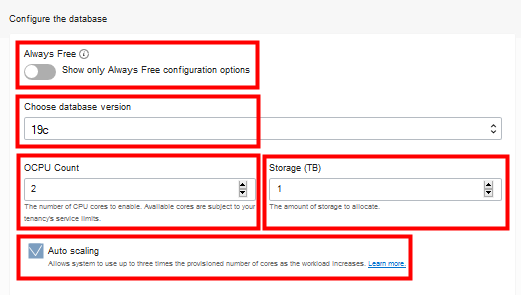 Configure the database
Always Free
Show only Always Free configuration options
Choose database version
19c
OCPU Count
Storage (TB)
2
1
The number of CPU cores to enable. Available cores are subject to your
tenancy's service limits.
The amount of storage to allocate.
Auto scaling
Allows system to use up to three times the provisioned number of cores as the workload increases. Learn more.